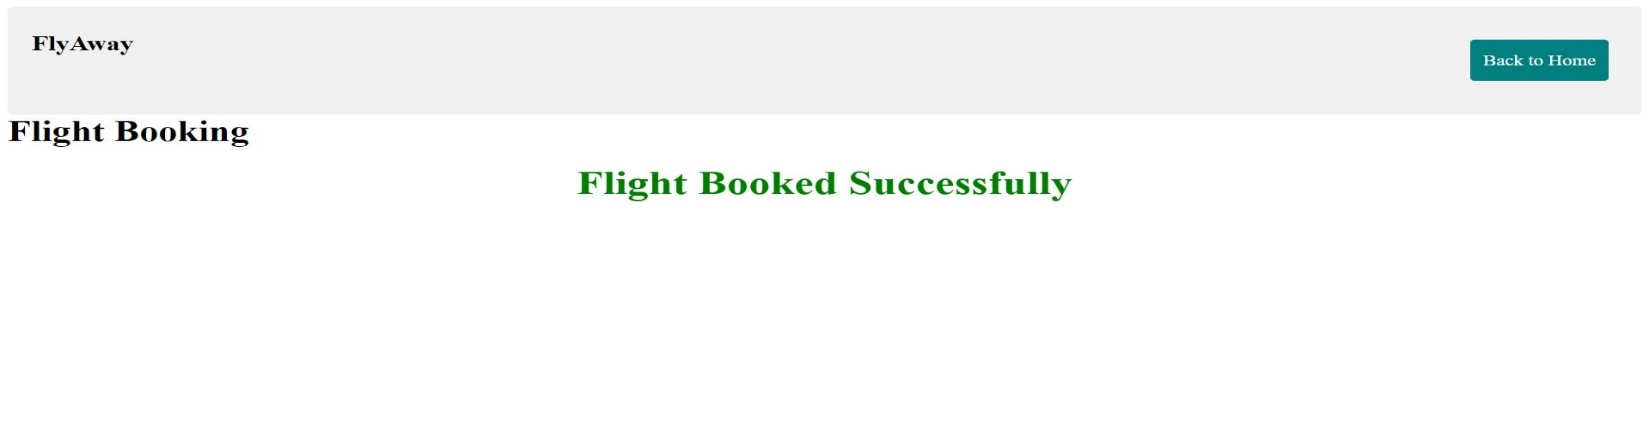 FlyAway
Back to Home
Flight Booking
Flight Booked Successfully